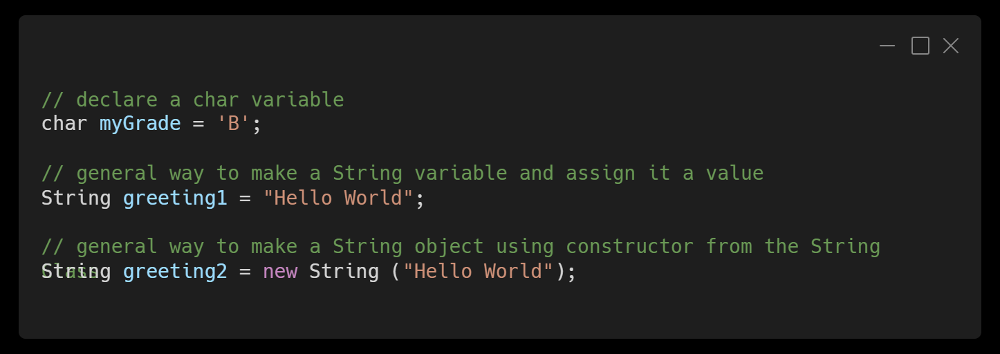 // declare a char variable
char myGrade = 'B';
// general way to make a String variable and assign it a value
String greeting1 = "Hello World";
// general way to make a String object using constructor from the String
class
String greeting2 = new String ("Hello World");